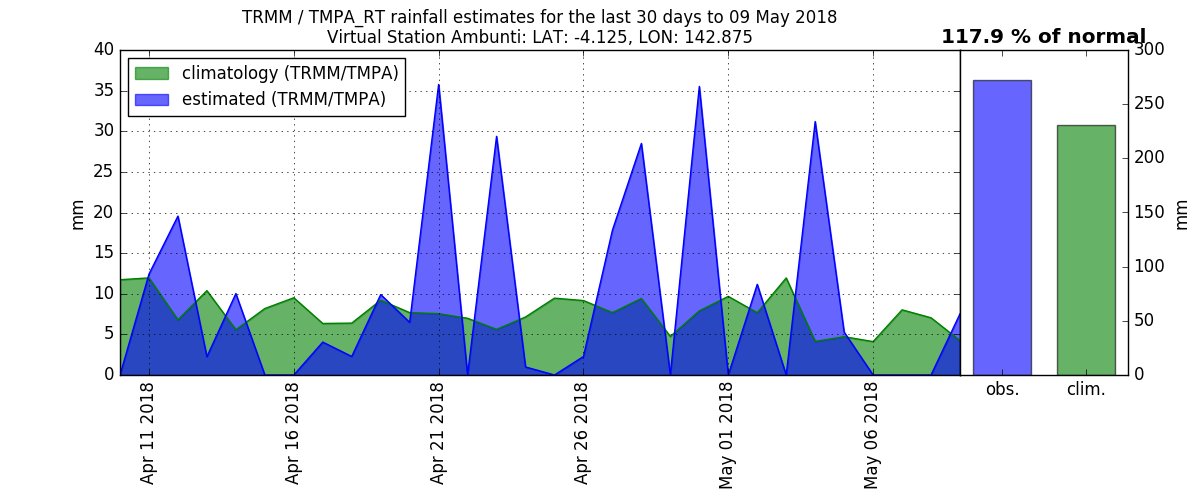 TRMM / TMPA_RT rainfall estimates for the last 30 days to 09 May 2018
Virtual Station Ambunti: LAT: -4.125, LON: 142.875
117.9 % of normal
climatology (TRMM/TMPA)
estimated (TRMM/TMPA)
mm
40
35
30
25
20
15
10
5
0
Apr 11 2018
Apr 16 2018
Apr 21 2018
Apr 26 2018
May 01 2018
May 06 2018
300
250
200
150
100
50
0
mm
obs.
clim.